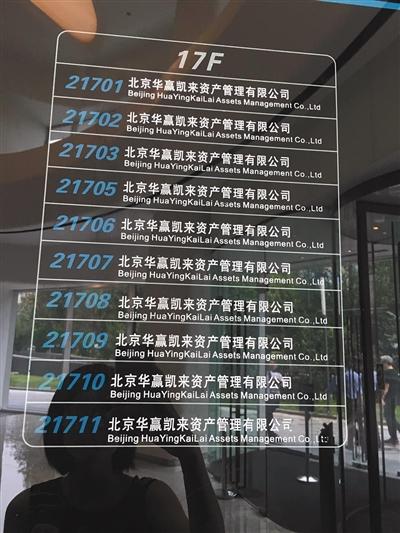 17F
21701 北京华赢凯来资产管理有限公司
Beijing HuaYingKaiLai Assets Management Co.,Ltd
21702 北京华赢凯来资产管理有限公司
Beijing HuaYingKaiLai Assets Management Co.,Ltd
21703 北京华赢凯来资产管理有限公司
Beijing HuaYingKaiLai Assets Management Co.,Ltd
21705 北京华赢凯来资产管理有限公司
Beijing HuaYingKaiLai Assets Management Co.,Ltd
21706 北京华赢凯来资产管理有限公司
Beijing HuaYingKaiLai Assets Management Co.,Ltd
21707 北京华赢凯来资产管理有限公司
Beijing HuaYingKaiLai Assets Management Co.,Ltd
21708 北京华赢凯来资产管理有限公司
Beijing HuaYingKaiLai Assets Management Co.,Ltd
21709 北京华赢凯来资产管理有限公司
Beijing HuaYingKaiLai Assets Management Co.,Ltd
21710 北京华赢凯来资产管理有限公司
Beijing HuaYingKaiLai Assets Management Co.,Ltd
21711 北京华赢凯来资产管理有限公司
Beijing HuaYingKaiLai Assets Management Co.,Ltd